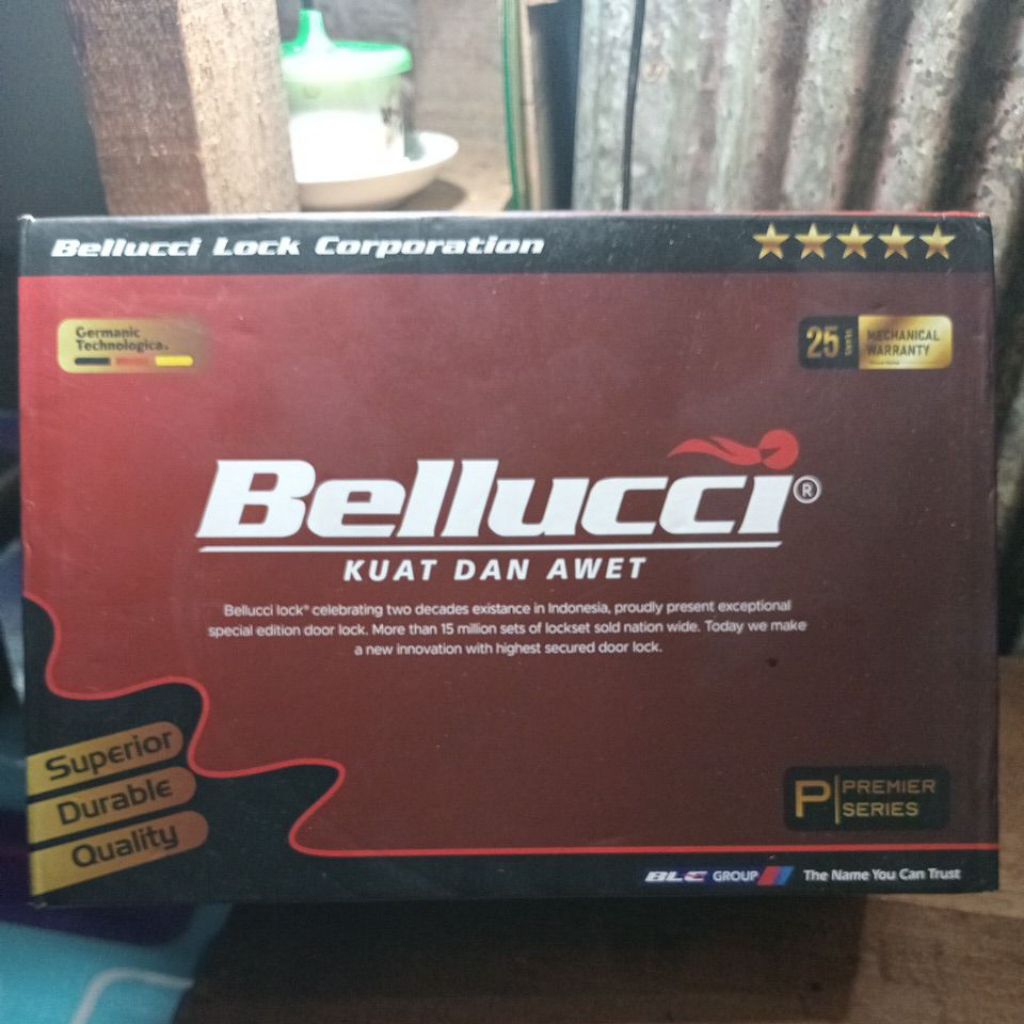 Bellucci Lock Corporation
Germanic
Technologica.
25 YEARS
MECHANICAL
WARRANTY
Bellucci®
KUAT DAN AWET
Bellucci lock® celebrating two decades existance in Indonesia, proudly present exceptional
special edition door lock. More than 15 million sets of lockset sold nation wide. Today we make
a new innovation with highest secured door lock.
Superior
Durable
Quality
P PREMIER
SERIES
BLC GROUP The Name You Can Trust